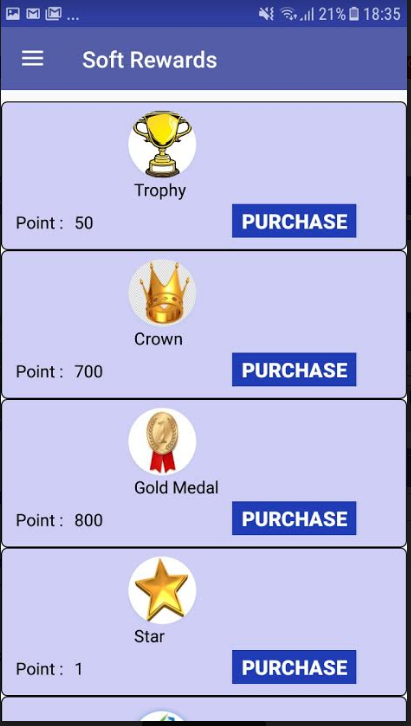 ... 21% 18:35
Soft Rewards
Trophy
Point : 50 PURCHASE
Crown
Point : 700 PURCHASE
Gold Medal
Point : 800 PURCHASE
Star
Point : 1 PURCHASE